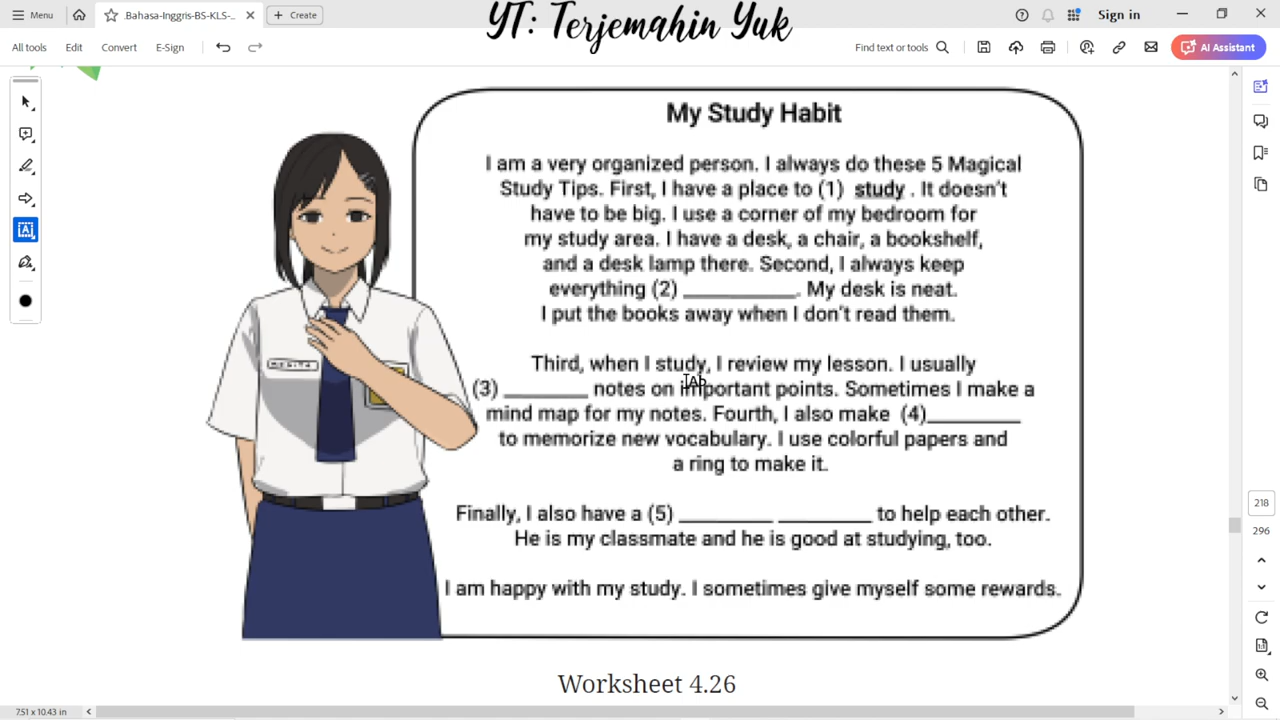 Menu
.Bahasa-Inggris-BS-KLS-...
Create
YT: Terjemahin Yuk
Sign in
All tools
Edit
Convert
E-Sign
Find text or tools
AI Assistant
My Study Habit
I am a very organized person. I always do these 5 Magical
Study Tips. First, I have a place to (1) study . It doesn't
have to be big. I use a corner of my bedroom for
my study area. I have a desk, a chair, a bookshelf,
and a desk lamp there. Second, I always keep
everything (2) __________. My desk is neat.
I put the books away when I don't read them.
Third, when I study, I review my lesson. I usually
(3) ________ notes on important points. Sometimes I make a
mind map for my notes. Fourth, I also make (4)_________
to memorize new vocabulary. I use colorful papers and
a ring to make it.
Finally, I also have a (5) _________ _________ to help each other.
He is my classmate and he is good at studying, too.
I am happy with my study. I sometimes give myself some rewards.
Worksheet 4.26
218
296
7.51 x 10.43 in